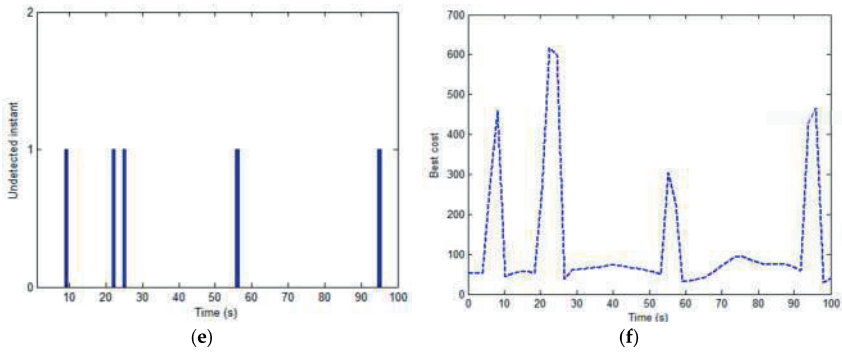 2
1
0
Undetected instant
10 20 30 40 50 60 70 80 90 100
Time (s)
(e)
700
600
500
400
300
200
100
0
Best cost
0 10 20 30 40 50 60 70 80 90 100
Time (s)
(f)